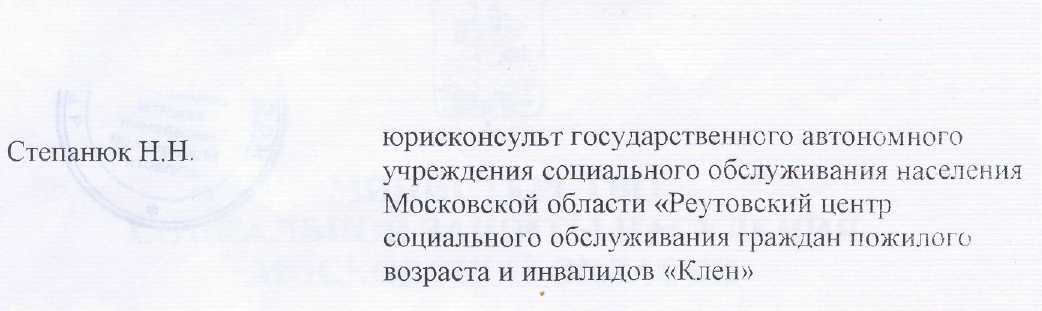 Степанюк Н.Н.
юрисконсульт государственного автономного
учреждения социального обслуживания населения
Московской области «Реутовский центр
социального обслуживания граждан пожилого
возраста и инвалидов «Клен»